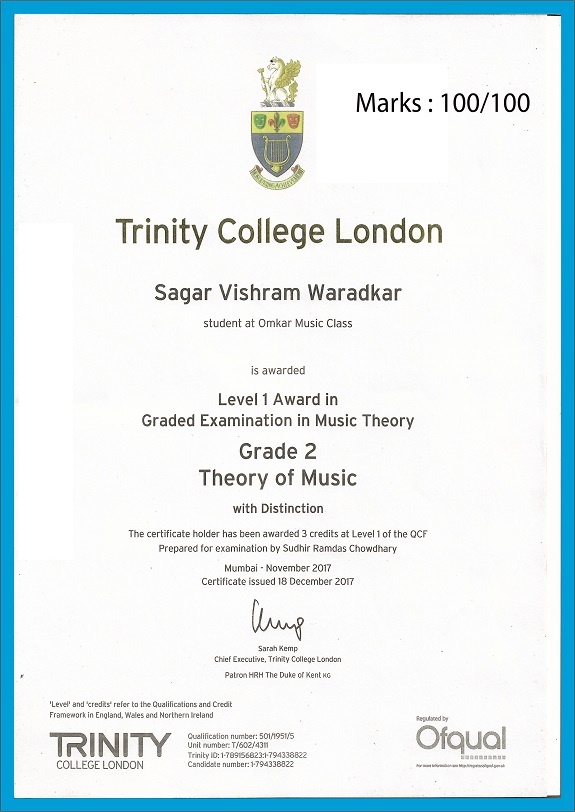 Marks : 100/100
Trinity College London
Sagar Vishram Waradkar
student at Omkar Music Class
is awarded
Level 1 Award in
Graded Examination in Music Theory
Grade 2
Theory of Music
with Distinction
The certificate holder has been awarded 3 credits at Level 1 of the QCF
Prepared for examination by Sudhir Ramdas Chowdhary
Mumbai - November 2017
Certificate issued 18 December 2017
Sarah Kemp
Chief Executive, Trinity College London
Patron HRH The Duke of Kent KG
'Level' and 'credits' refer to the Qualifications and Credit
Framework in England, Wales and Northern Ireland
TRINITY
COLLEGE LONDON
Qualification number: 501/1951/5
Unit number: T/602/4311
Trinity ID: 1-789156823:1-794338822
Candidate number: 1-794338822
Regulated by
Ofqual